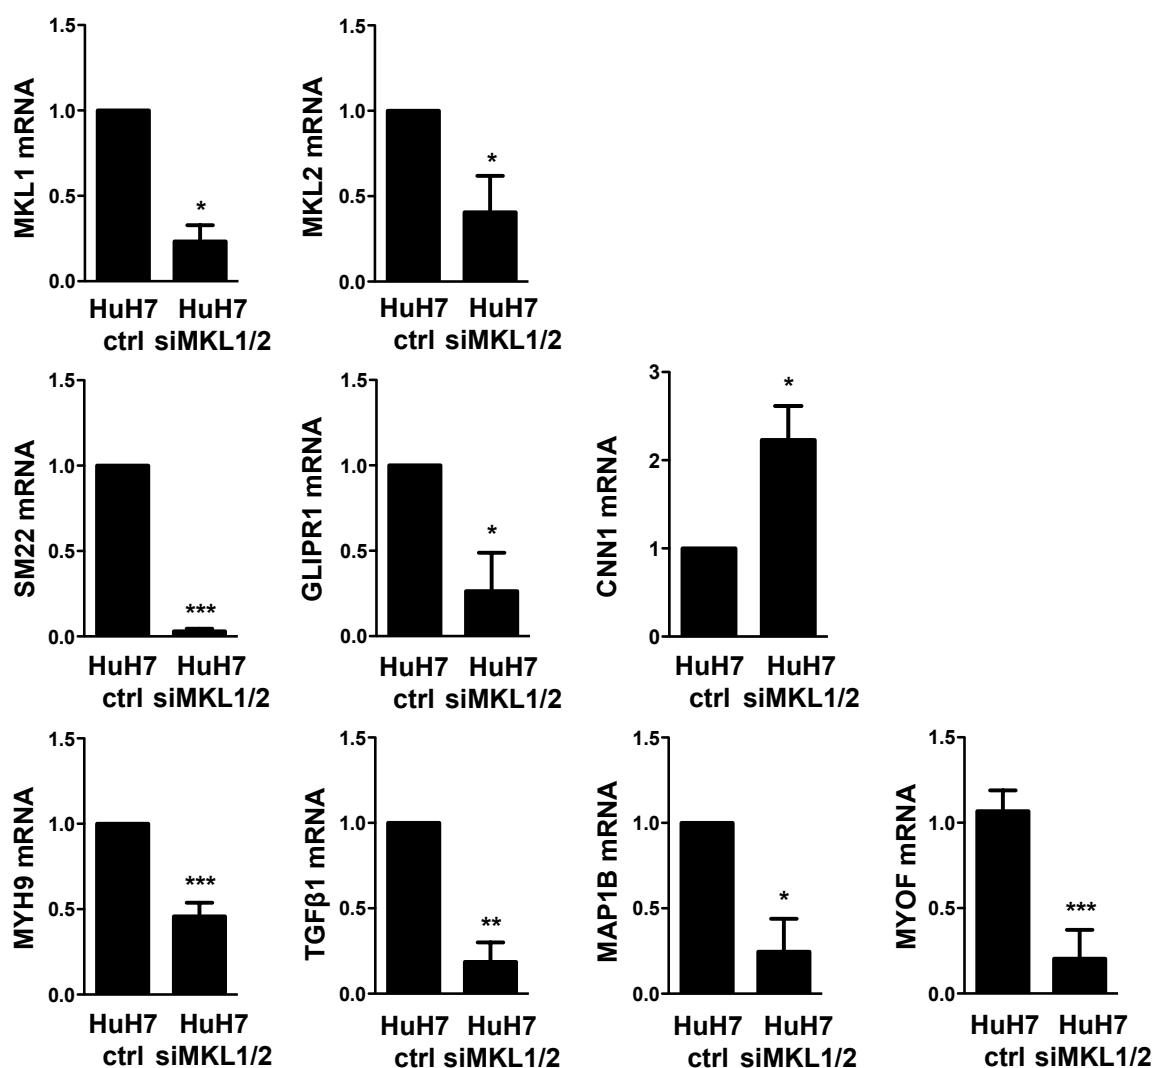 MKL1 mRNA
1.5
1.0
0.5
0.0
*
HuH7 HuH7
ctrl siMKL1/2
MKL2 mRNA
1.5
1.0
0.5
0.0
*
HuH7 HuH7
ctrl siMKL1/2
SM22 mRNA
1.5
1.0
0.5
0.0
***
HuH7 HuH7
ctrl siMKL1/2
GLIPR1 mRNA
1.5
1.0
0.5
0.0
*
HuH7 HuH7
ctrl siMKL1/2
CNN1 mRNA
3
2
1
0
*
HuH7 HuH7
ctrl siMKL1/2
MYH9 mRNA
1.5
1.0
0.5
0.0
***
HuH7 HuH7
ctrl siMKL1/2
TGFβ1 mRNA
1.5
1.0
0.5
0.0
**
HuH7 HuH7
ctrl siMKL1/2
MAP1B mRNA
1.5
1.0
0.5
0.0
*
HuH7 HuH7
ctrl siMKL1/2
MYOF mRNA
1.5
1.0
0.5
0.0
***
HuH7 HuH7
ctrl siMKL1/2